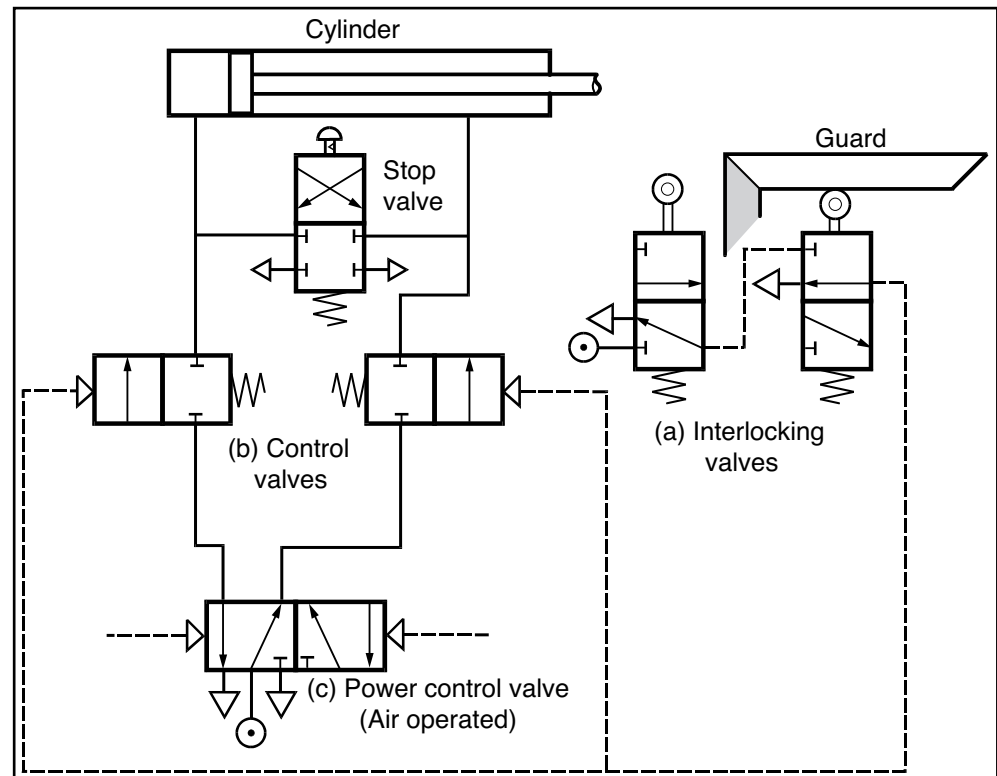 Cylinder
Guard
Stop
valve
(a) Interlocking
valves
(b) Control
valves
(c) Power control valve
(Air operated)